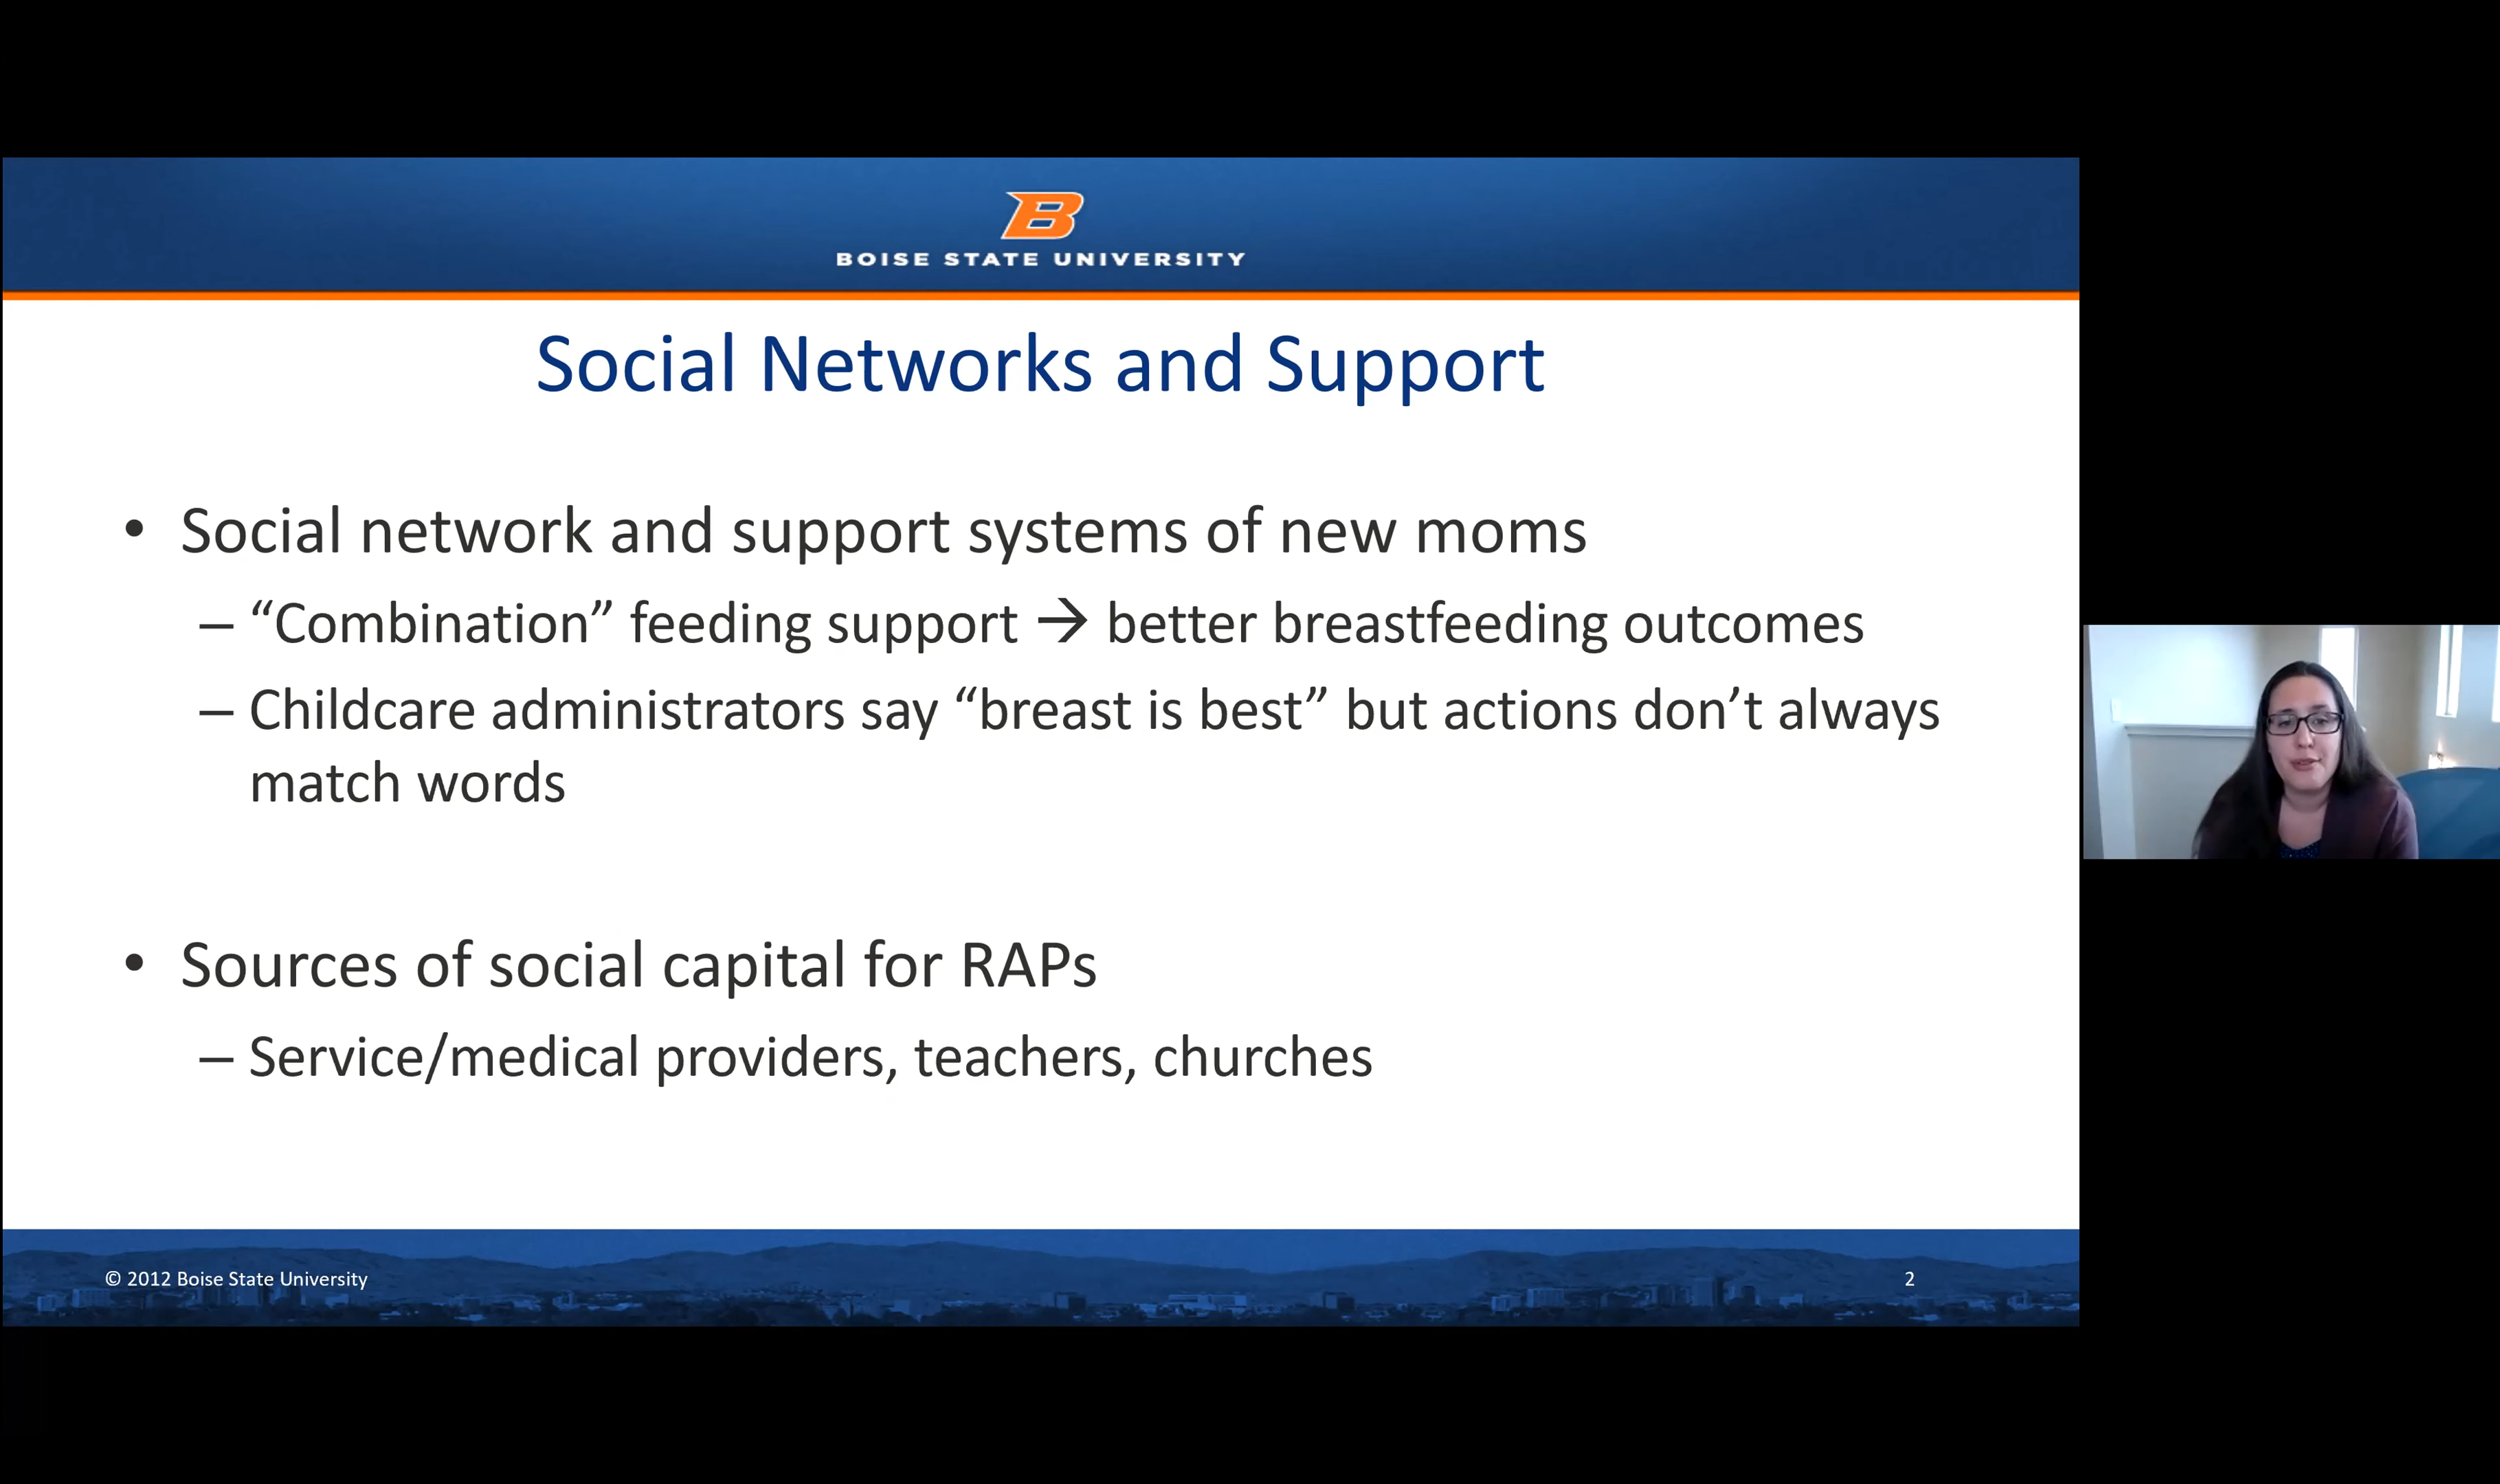 B
BOISE STATE UNIVERSITY
Social Networks and Support
• Social network and support systems of new moms
– “Combination” feeding support → better breastfeeding outcomes
– Childcare administrators say “breast is best” but actions don’t always
match words
• Sources of social capital for RAPs
– Service/medical providers, teachers, churches
© 2012 Boise State University
2